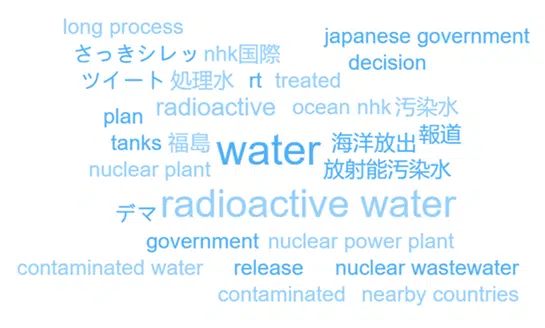 long process
japanese government
さっきシレッ nhk国際
decision
ツイート 処理水 rt treated
plan radioactive ocean nhk 汚染水
tanks 福島 water 海洋放出 報道
nuclear plant 放射能汚染水
デマ radioactive water
government nuclear power plant
contaminated water release nuclear wastewater
contaminated nearby countries